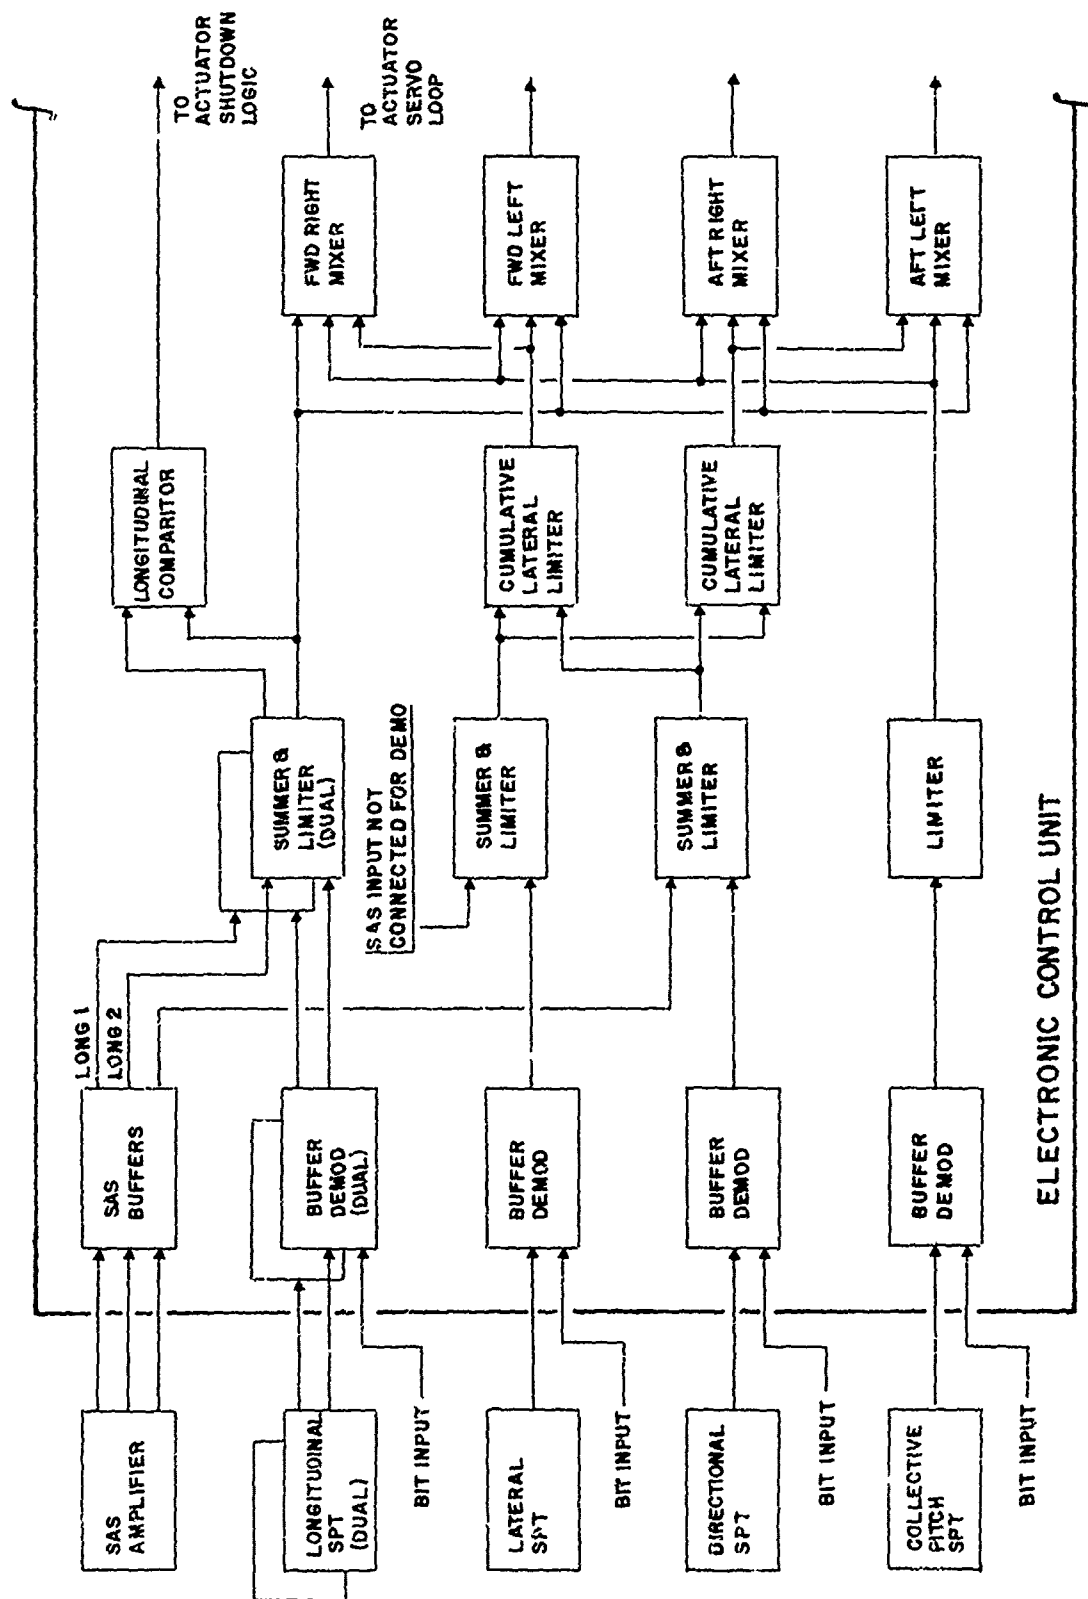 SAS
AMPLIFIER
LONGITUDINAL
SPT
(DUAL)
BIT INPUT
LATERAL
SPT
BIT INPUT
DIRECTIONAL
SPT
BIT INPUT
COLLECTIVE
PITCH
SPT
BIT INPUT
SAS
BUFFERS
LONG 1
LONG 2
BUFFER
DEMOD
(DUAL)
BUFFER
DEMOD
BUFFER
DEMOD
BUFFER
DEMOD
SUMMER &
LIMITER
(DUAL)
SAS INPUT NOT
CONNECTED FOR DEMO
SUMMER &
LIMITER
SUMMER &
LIMITER
LIMITER
LONGITUDINAL
COMPARITOR
CUMULATIVE
LATERAL
LIMITER
CUMULATIVE
LATERAL
LIMITER
FWD RIGHT
MIXER
FWD LEFT
MIXER
AFT RIGHT
MIXER
AFT LEFT
MIXER
TO
ACTUATOR
SHUTDOWN
LOGIC
TO
ACTUATOR
SERVO
LOOP
ELECTRONIC CONTROL UNIT